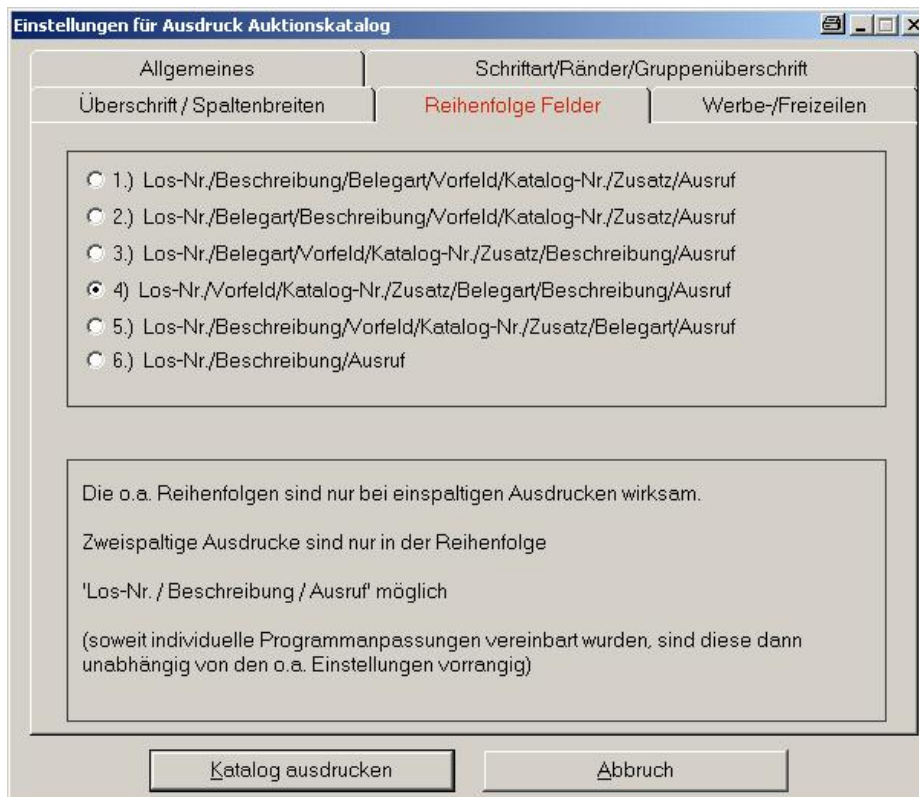 Einstellungen für Ausdruck Auktionskatalog
Allgemeines
Schriftart/Ränder/Gruppenüberschrift
Überschrift / Spaltenbreiten
Reihenfolge Felder
Werbe-/Freizeilen
1.) Los-Nr./Beschreibung/Belegart/Vorfeld/Katalog-Nr./Zusatz/Ausruf
2.) Los-Nr./Belegart/Beschreibung/Vorfeld/Katalog-Nr./Zusatz/Ausruf
3.) Los-Nr./Belegart/Vorfeld/Katalog-Nr./Zusatz/Beschreibung/Ausruf
4) Los-Nr./Vorfeld/Katalog-Nr./Zusatz/Belegart/Beschreibung/Ausruf
5.) Los-Nr./Beschreibung/Vorfeld/Katalog-Nr./Zusatz/Belegart/Ausruf
6.) Los-Nr./Beschreibung/Ausruf
Die o.a. Reihenfolgen sind nur bei einspaltigen Ausdrucken wirksam.
Zweispaltige Ausdrucke sind nur in der Reihenfolge
'Los-Nr. / Beschreibung / Ausruf' möglich
(soweit individuelle Programmanpassungen vereinbart wurden, sind diese dann
unabhängig von den o.a. Einstellungen vorrangig)
Katalog ausdrucken
Abbruch